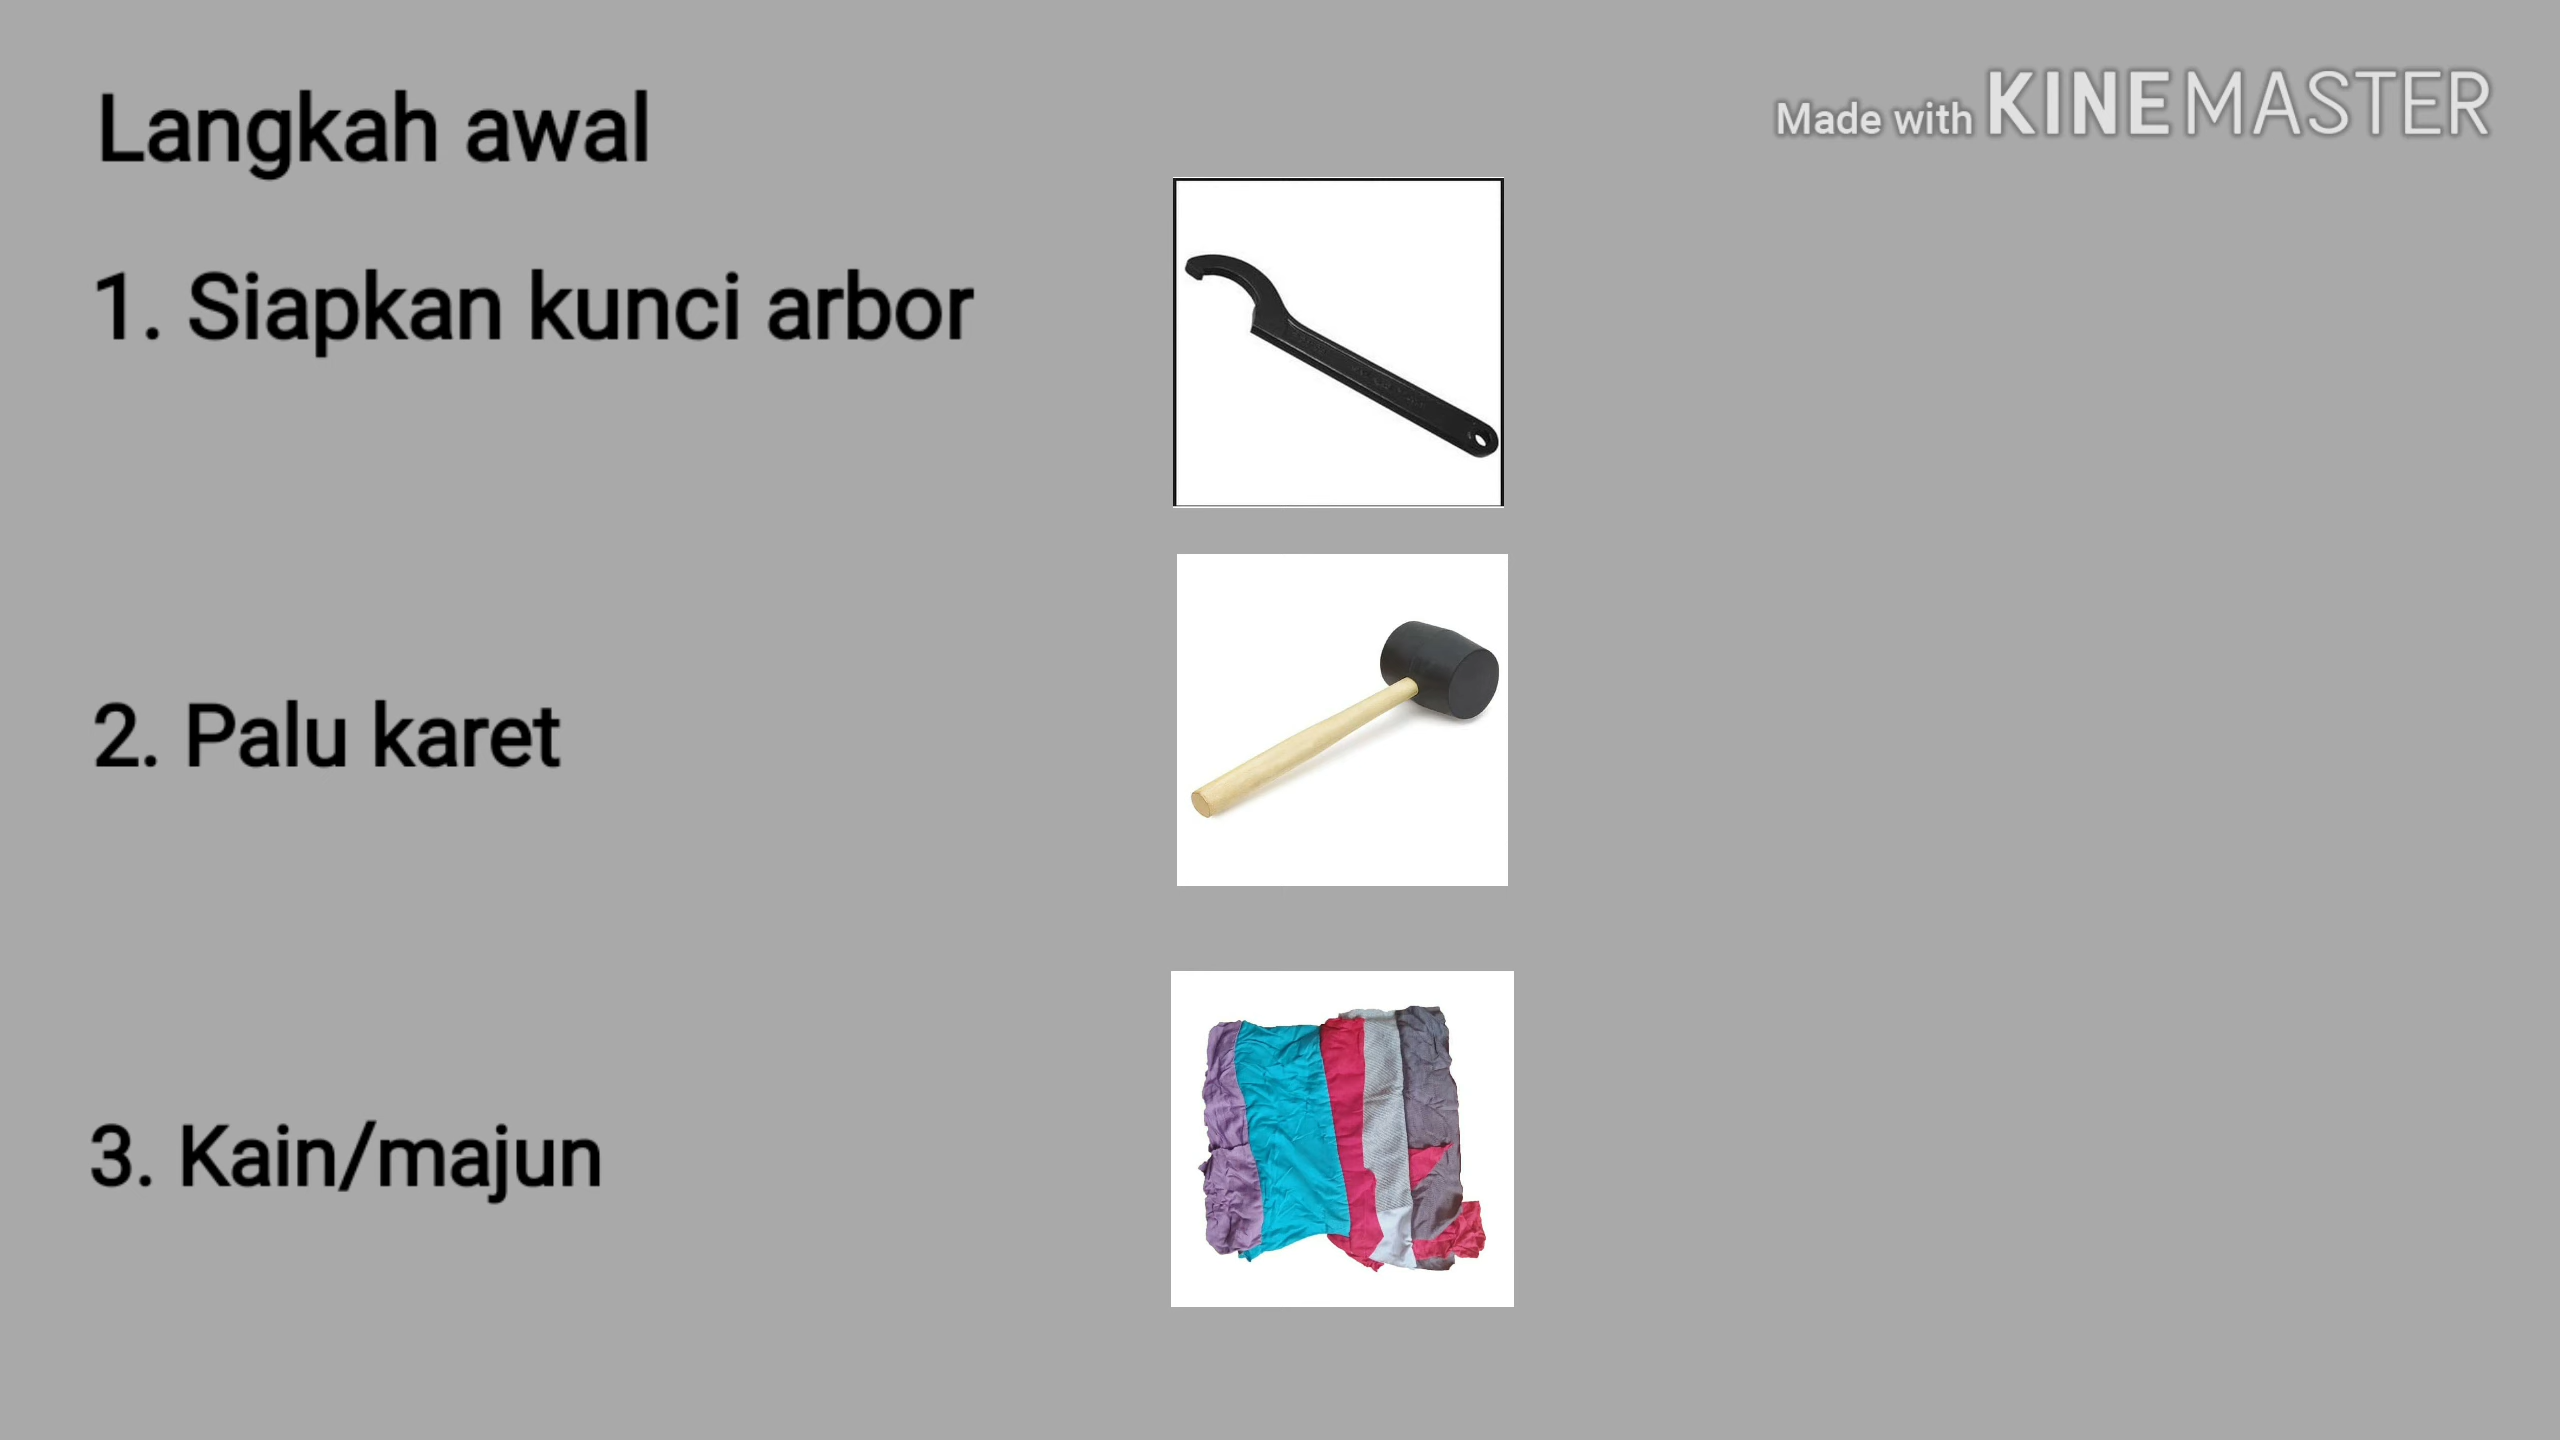 Langkah awal
Made with KINEMASTER
1. Siapkan kunci arbor
2. Palu karet
3. Kain/majun